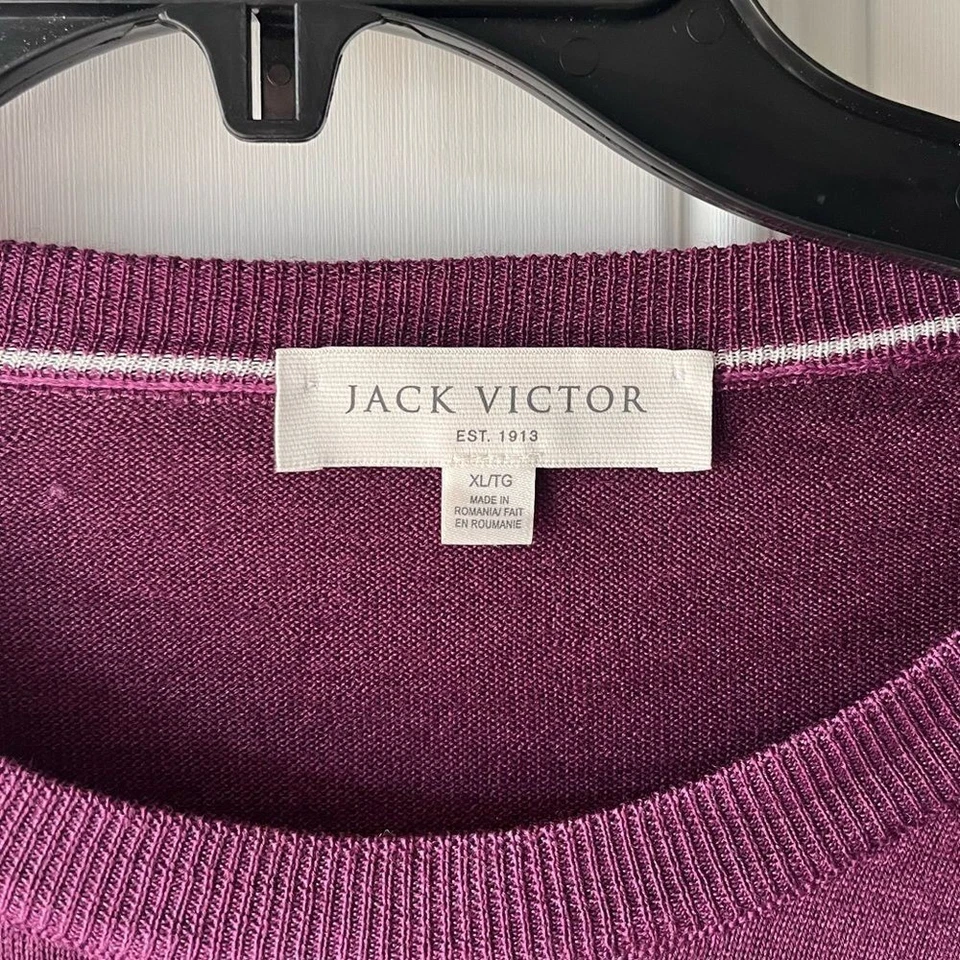 JACK VICTOR
EST. 1913
XL/TG
MADE IN
ROMANIA/ FAIT
EN ROUMANIE